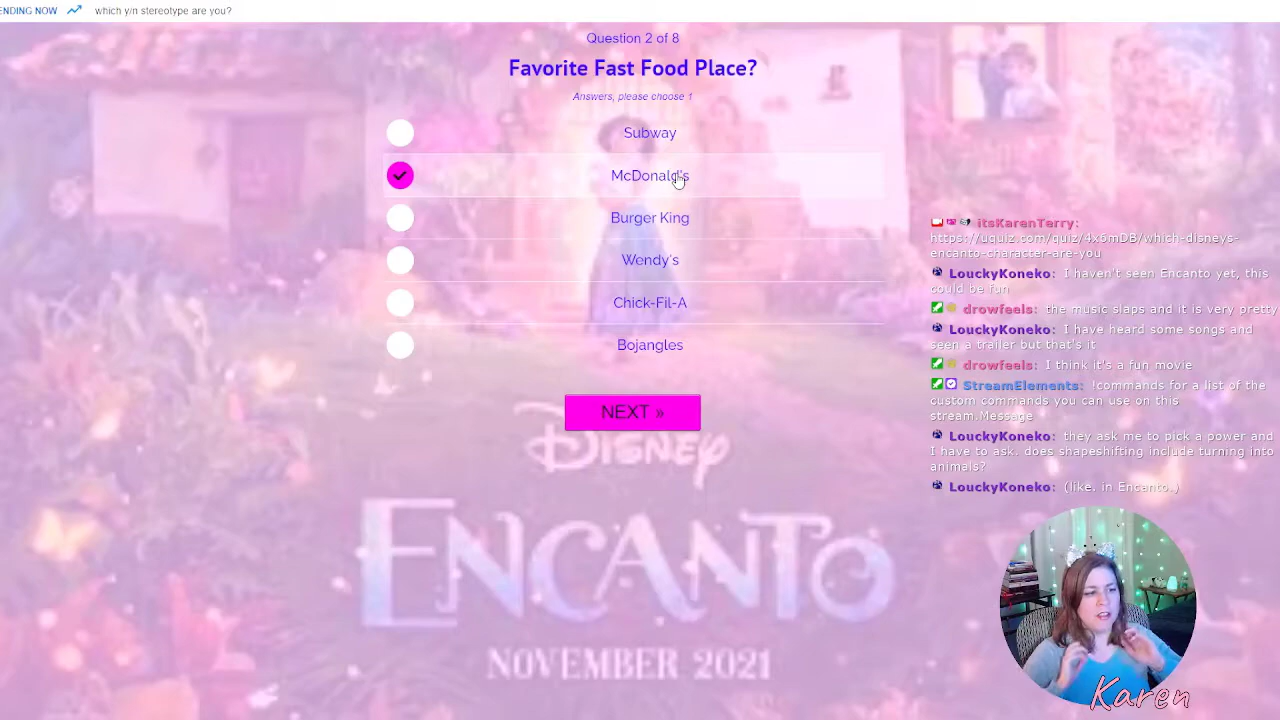 ENDING NOW
which y/n stereotype are you?
Question 2 of 8
Favorite Fast Food Place?
Answers, please choose 1
Subway
McDonald's
Burger King
Wendy's
Chick-Fil-A
Bojangles
NEXT »
DISNEY
ENCANTO
NOVEMBER 2021
itsKarenTerry:
https://uquiz.com/quiz/4x6mDB/which-disneys-
encanto-character-are-you
LouckyKoneko: I haven't seen Encanto yet, this
could be fun
drowfeels: the music slaps and it is very pretty
LouckyKoneko: I have heard some songs and
seen a trailer but that's it
drowfeels: I think it's a fun movie
StreamElements: !commands for a list of the
custom commands you can use on this
stream.Message
LouckyKoneko: they ask me to pick a power and
I have to ask. does shapeshifting include turning into
animals?
LouckyKoneko: (like. in Encanto.)
Karen